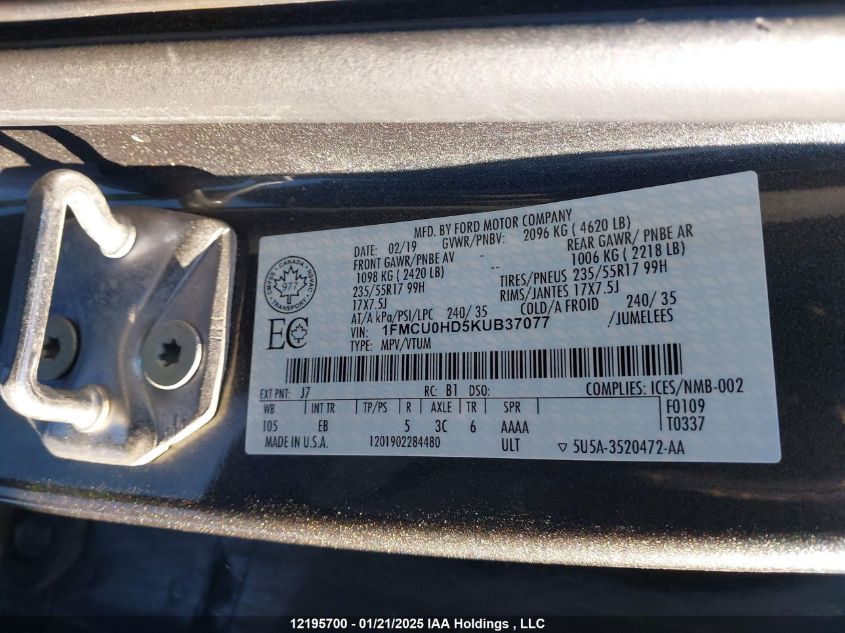 MFD. BY FORD MOTOR COMPANY
DATE: 02/19 GVWR/PNBV: 2096 KG ( 4620 LB)
FRONT GAWR/PNBE AV -- REAR GAWR/ PNBE AR
1098 KG ( 2420 LB) 1006 KG ( 2218 LB)
235/55R17 99H TIRES/PNEUS 235/55R17 99H
17X7.5J RIMS/JANTES 17X7.5J
AT/A kPa/PSI/LPC 240/ 35 COLD/A FROID 240/ 35
VIN: 1FMCU0HD5KUB37077 /JUMELEES
TYPE: MPV/VTUM
CANADA
TRANSPORT
977
EC
EXT PNT: J7 RC: B1 DSO: COMPLIES: ICES/NMB-002
WB INT TR TP/PS R AXLE TR SPR F0109
105 EB 5 3C 6 AAAA T0337
MADE IN U.S.A. 1201902284480 ULT ▽ 5U5A-3520472-AA
12195700 - 01/21/2025 IAA Holdings , LLC